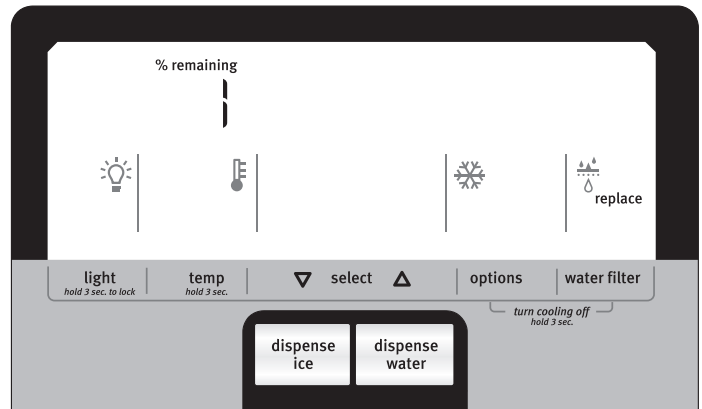 % remaining
1
replace
light
hold 3 sec. to lock
temp
hold 3 sec.
select
options
water filter
turn cooling off
hold 3 sec.
dispense
ice
dispense
water